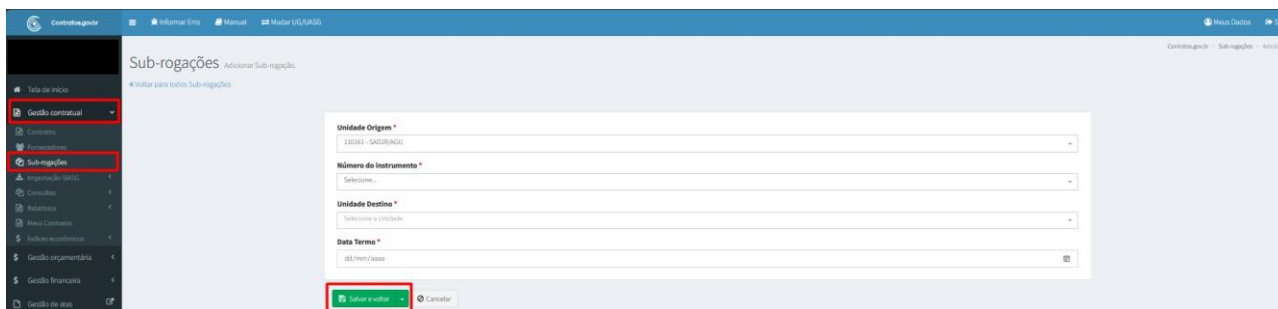 Contratos.gov.br
Informar Erro Manual Mudar UG/UASG
Meus Dados
Contratos.gov.br Sub-rogações
Sub-rogações Adicionar Sub-rogação.
Voltar para todos Sub-rogações
Tela de início
Gestão contratual
Contratos
Fornecedores
Sub-rogações
Importação SIASG
Consultas
Relatórios
Meus Contratos
Índices econômicos
Gestão orçamentária
Gestão financeira
Gestão de atas
Unidade Origem *
110161 - SAD/DF/AGU
Número do instrumento *
Selecione...
Unidade Destino *
Selecione a Unidade
Data Termo *
dd/mm/aaaa
Salvar e voltar Cancelar